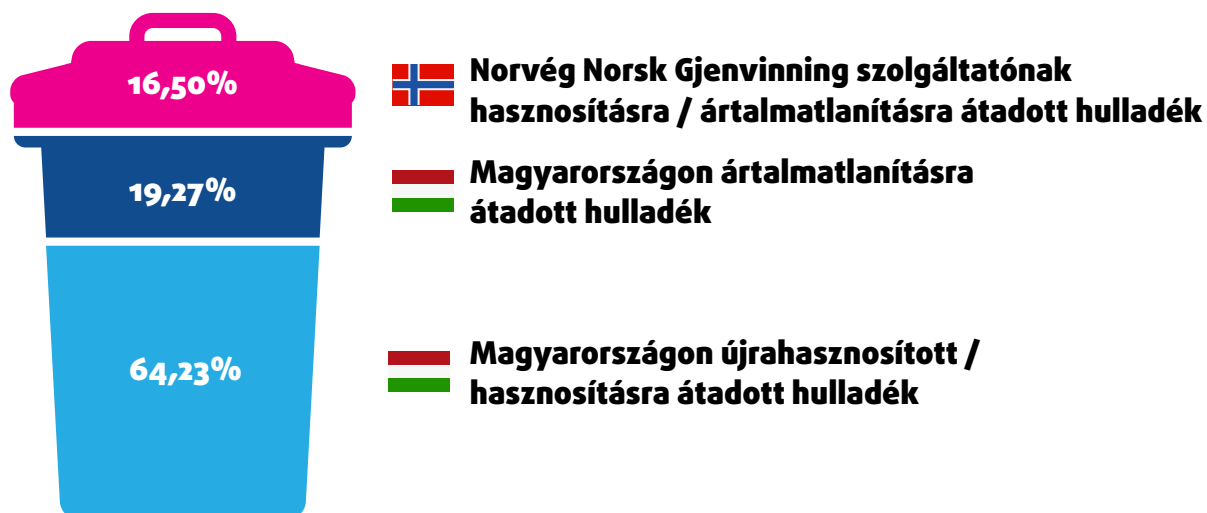 16,50%
Norvég Norsk Gjenvinning szolgáltatónak
hasznosításra / ártalmatlanításra átadott hulladék
19,27%
Magyarországon ártalmatlanításra
átadott hulladék
64,23%
Magyarországon újrahasznosított /
hasznosításra átadott hulladék